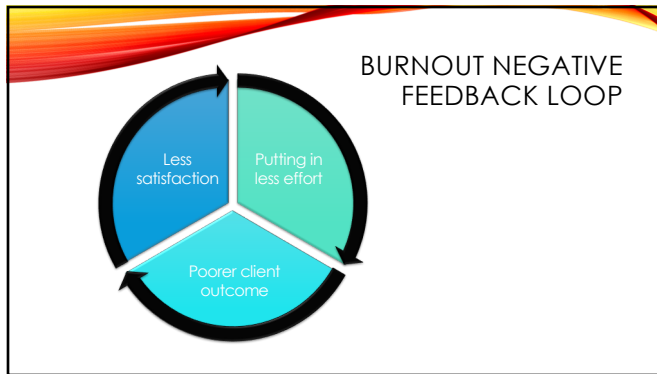 BURNOUT NEGATIVE
FEEDBACK LOOP
Less
satisfaction
Putting in
less effort
Poorer client
outcome